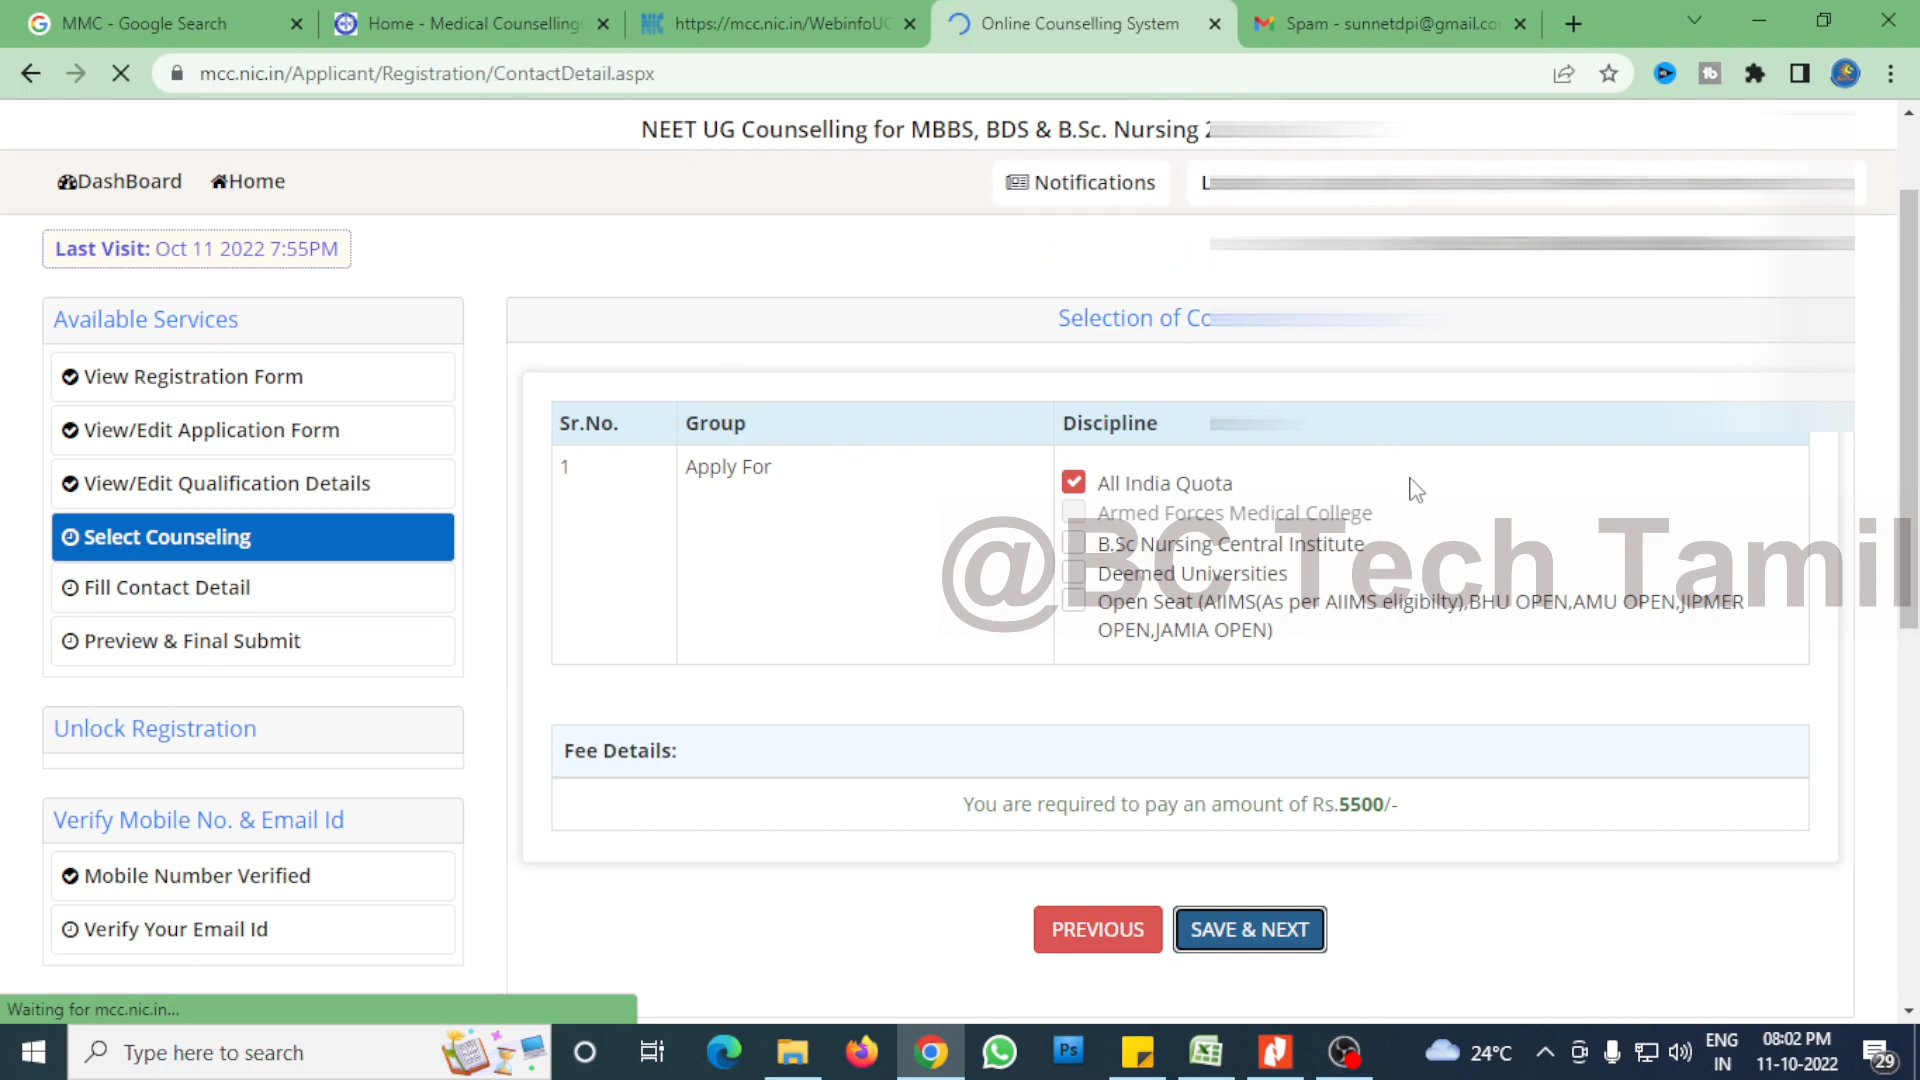 MMC - Google Search
Home - Medical Counselling
https://mcc.nic.in/WebinfoUG
Online Counselling System
Spam - sunnetdpi@gmail.co
mcc.nic.in/Applicant/Registration/ContactDetail.aspx
NEET UG Counselling for MBBS, BDS & B.Sc. Nursing
DashBoard
Home
Notifications
Last Visit: Oct 11 2022 7:55PM
Available Services
View Registration Form
View/Edit Application Form
View/Edit Qualification Details
Select Counseling
Fill Contact Detail
Preview & Final Submit
Unlock Registration
Verify Mobile No. & Email Id
Mobile Number Verified
Verify Your Email Id
Selection of
Sr.No.
Group
Discipline
1
Apply For
All India Quota
Armed Forces Medical College
B.Sc Nursing Central Institute
Deemed Universities
Open Seat (AIIMS(As per AIIMS eligibilty),BHU OPEN,AMU OPEN,JIPMER
OPEN,JAMIA OPEN)
@BC Tech Tamil
Fee Details:
You are required to pay an amount of Rs.5500/-
PREVIOUS
SAVE & NEXT
Waiting for mcc.nic.in...
Type here to search
Ps
24°C
ENG
IN
08:02 PM
11-10-2022
29